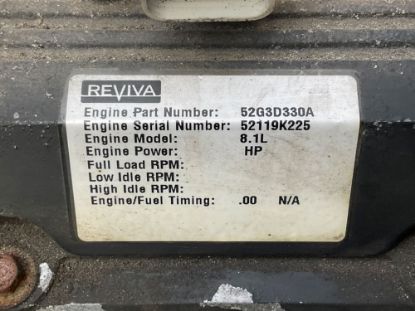 REVIVA
Engine Part Number: 52G3D330A
Engine Serial Number: 52119K225
Engine Model: 8.1L
Engine Power: HP
Full Load RPM:
Low Idle RPM:
High Idle RPM:
Engine/Fuel Timing: .00 N/A